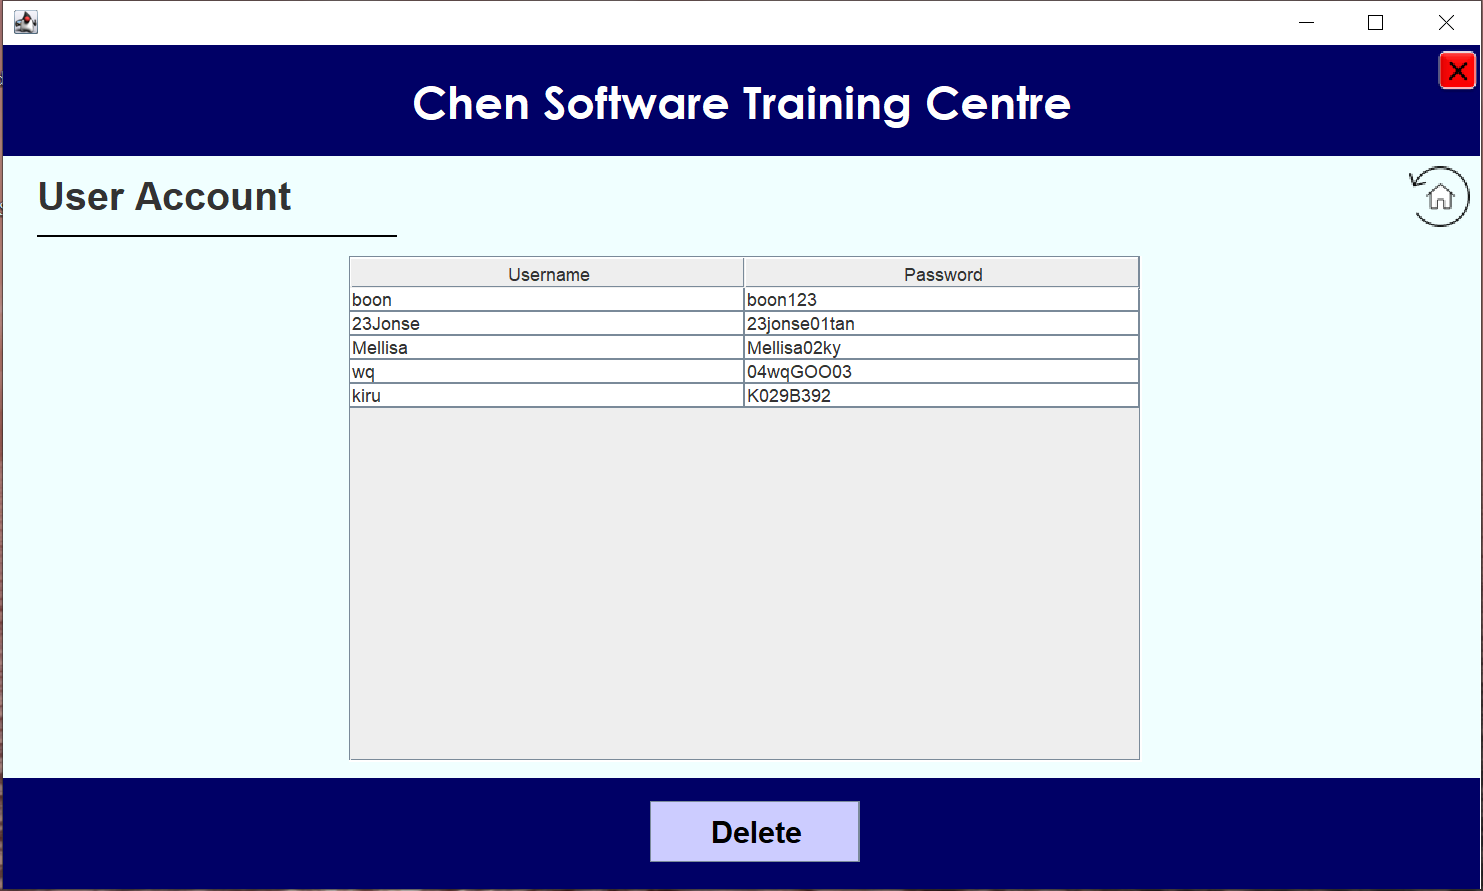 Chen Software Training Centre
User Account
Username Password
boon boon123
23Jonse 23jonse01tan
Mellisa Mellisa02ky
wq 04wqGOO03
kiru K029B392
Delete